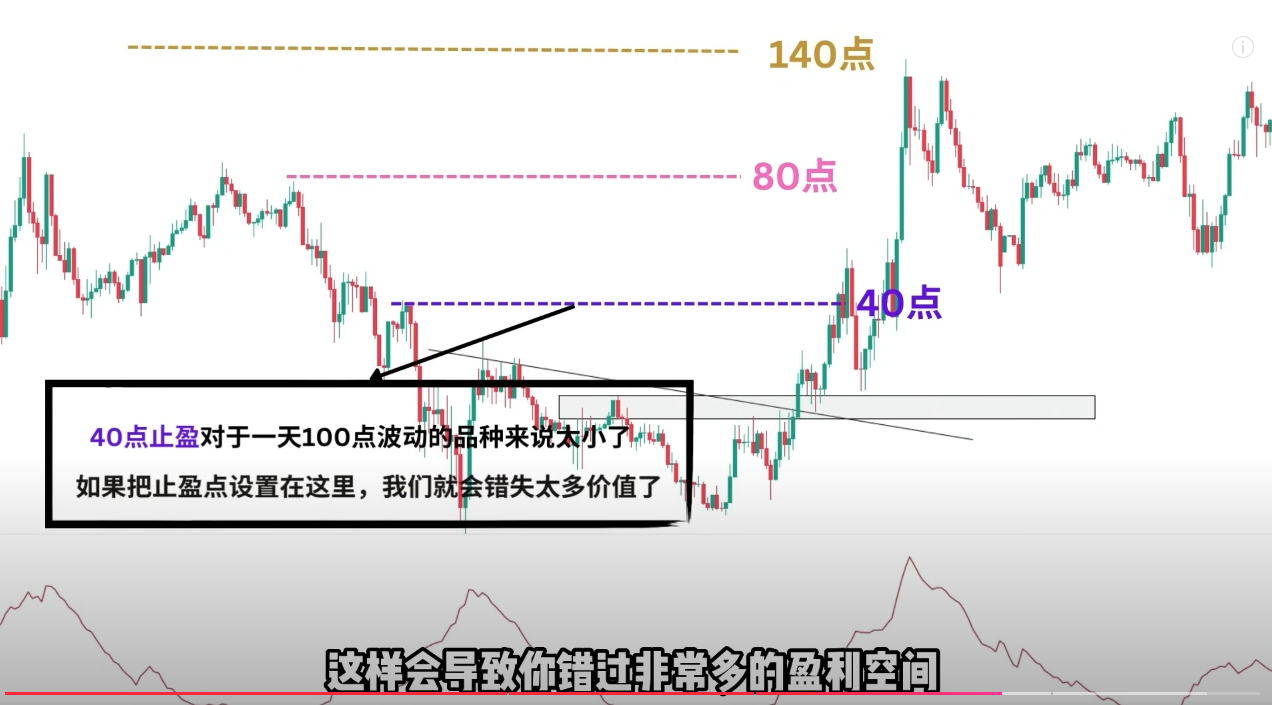 140点
80点
40点
40点止盈对于一天100点波动的品种来说太小了
如果把止盈点设置在这里，我们就会错失太多价值了
这样会导致你错过非常多的盈利空间